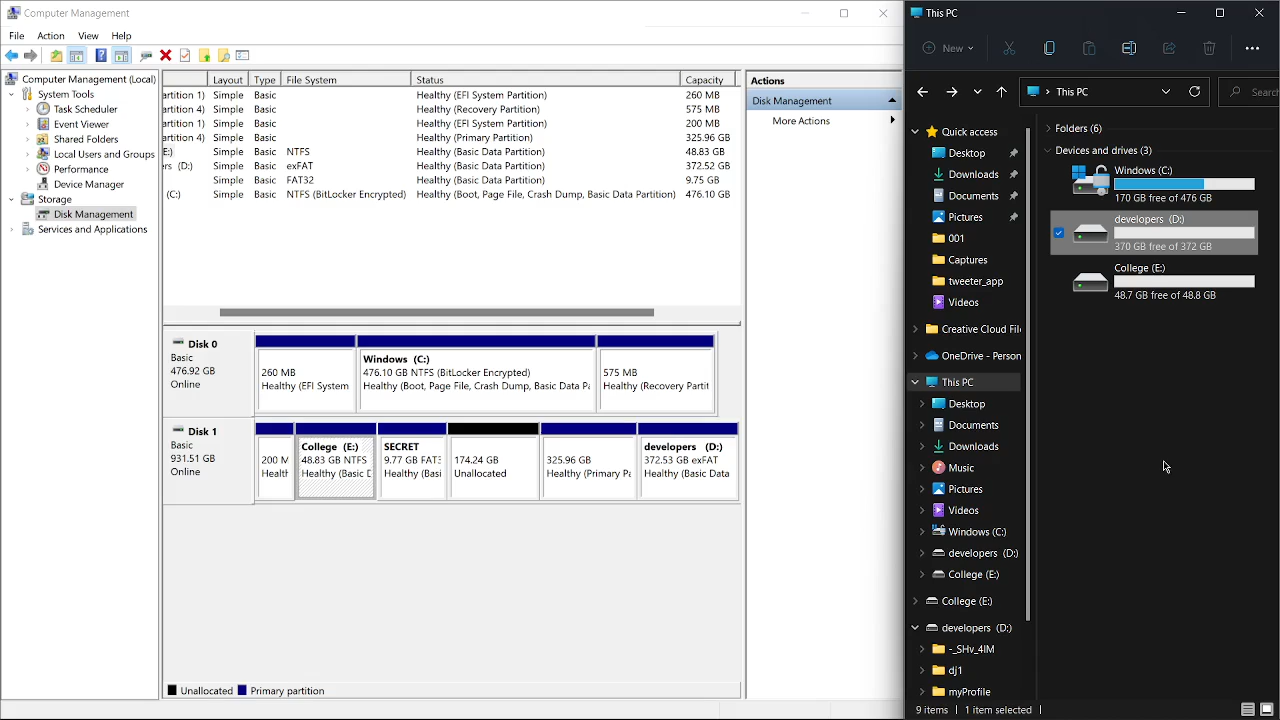 Computer Management
File Action View Help
Computer Management (Local)
System Tools
Task Scheduler
Event Viewer
Shared Folders
Local Users and Groups
Performance
Device Manager
Storage
Disk Management
Services and Applications
Layout Type File System Status Capacity
artition 1) Simple Basic Healthy (EFI System Partition) 260 MB
artition 4) Simple Basic Healthy (Recovery Partition) 575 MB
artition 1) Simple Basic Healthy (EFI System Partition) 200 MB
artition 4) Simple Basic Healthy (Primary Partition) 325.96 GB
E:) Simple Basic NTFS Healthy (Basic Data Partition) 48.83 GB
ers (D:) Simple Basic exFAT Healthy (Basic Data Partition) 372.52 GB
Simple Basic FAT32 Healthy (Basic Data Partition) 9.75 GB
(C:) Simple Basic NTFS (BitLocker Encrypted) Healthy (Boot, Page File, Crash Dump, Basic Data Partition) 476.10 GB
Disk 0
Basic
476.92 GB
Online
260 MB
Healthy (EFI System
Windows (C:)
476.10 GB NTFS (BitLocker Encrypted)
Healthy (Boot, Page File, Crash Dump, Basic Data Pa
575 MB
Healthy (Recovery Partit
Disk 1
Basic
931.51 GB
Online
200 M
Healtl
College (E:)
48.83 GB NTFS
Healthy (Basic D
SECRET
9.77 GB FAT3
Healthy (Basi
174.24 GB
Unallocated
325.96 GB
Healthy (Primary Pa
developers (D:)
372.53 GB exFAT
Healthy (Basic Data
Unallocated Primary partition
Actions
Disk Management
More Actions
This PC
New
This PC
Search
Quick access
Desktop
Downloads
Documents
Pictures
001
Captures
tweeter_app
Videos
Creative Cloud File
OneDrive - Person
This PC
Desktop
Documents
Downloads
Music
Pictures
Videos
Windows (C:)
developers (D:)
College (E:)
College (E:)
developers (D:)
-_SHv_4IM
dj1
myProfile
Folders (6)
Devices and drives (3)
Windows (C:)
170 GB free of 476 GB
developers (D:)
370 GB free of 372 GB
College (E:)
48.7 GB free of 48.8 GB
9 items 1 item selected